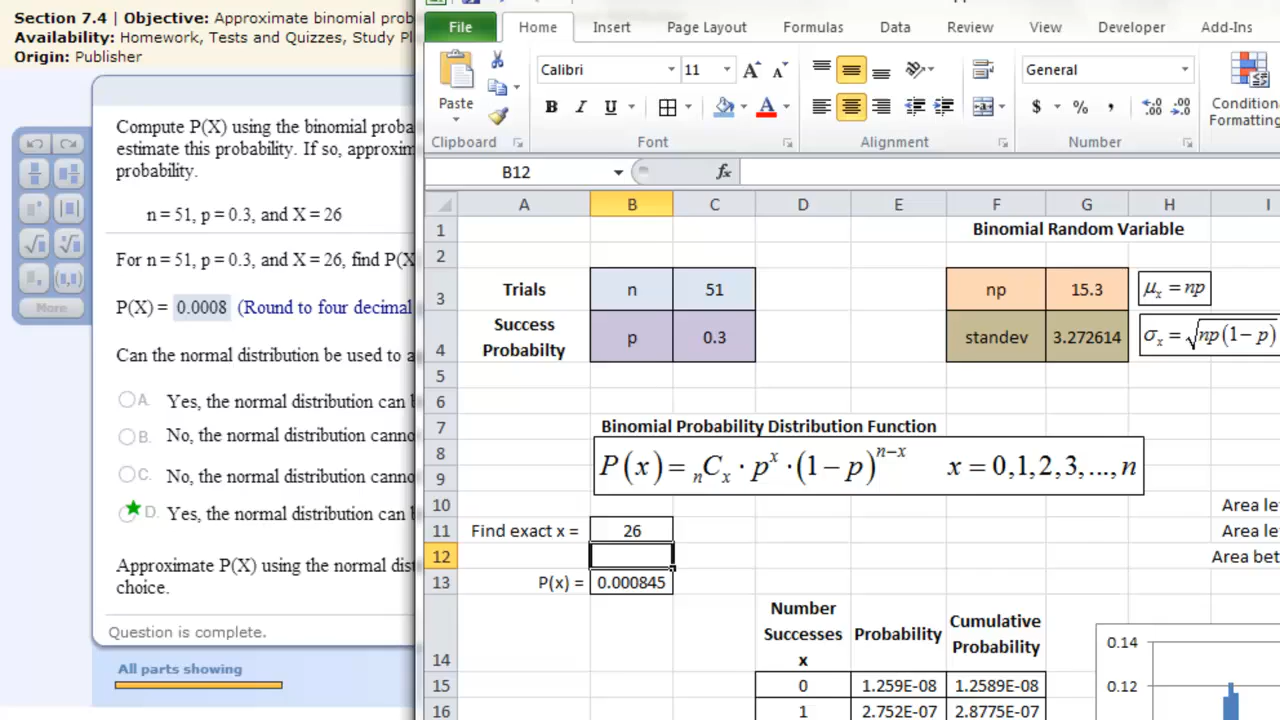 Section 7.4 | Objective: Approximate binomial prob
Availability: Homework, Tests and Quizzes, Study Pl
Origin: Publisher
Compute P(X) using the binomial proba
estimate this probability. If so, approxim
probability.
n = 51, p = 0.3, and X = 26
For n = 51, p = 0.3, and X = 26, find P(X
P(X) = 0.0008 (Round to four decimal
Can the normal distribution be used to a
A. Yes, the normal distribution can b
B. No, the normal distribution canno
C. No, the normal distribution canno
D. Yes, the normal distribution can b
Approximate P(X) using the normal dis
choice.
Question is complete.
All parts showing
More
File Home Insert Page Layout Formulas Data Review View Developer Add-Ins
Paste
Calibri 11
B I U A
General
$ % ,
Condition
Formatting
Clipboard Font Alignment Number
B12 fx
A B C D E F G H I
1 Binomial Random Variable
2
3 Trials n 51 np 15.3 μx = np
4 Success Probabilty p 0.3 standev 3.272614 σx = √np(1−p)
5
6
7 Binomial Probability Distribution Function
8
9 P(x) = nCx · p^x · (1−p)^n−x x = 0,1,2,3,...,n
10 Area le
11 Find exact x = 26 Area le
12 Area bet
13 P(x) = 0.000845
14 Number Successes x Probability Cumulative Probability 0.14
15 0 1.259E-08 1.2589E-08 0.12
16 1 2.752E-07 2.8775E-07